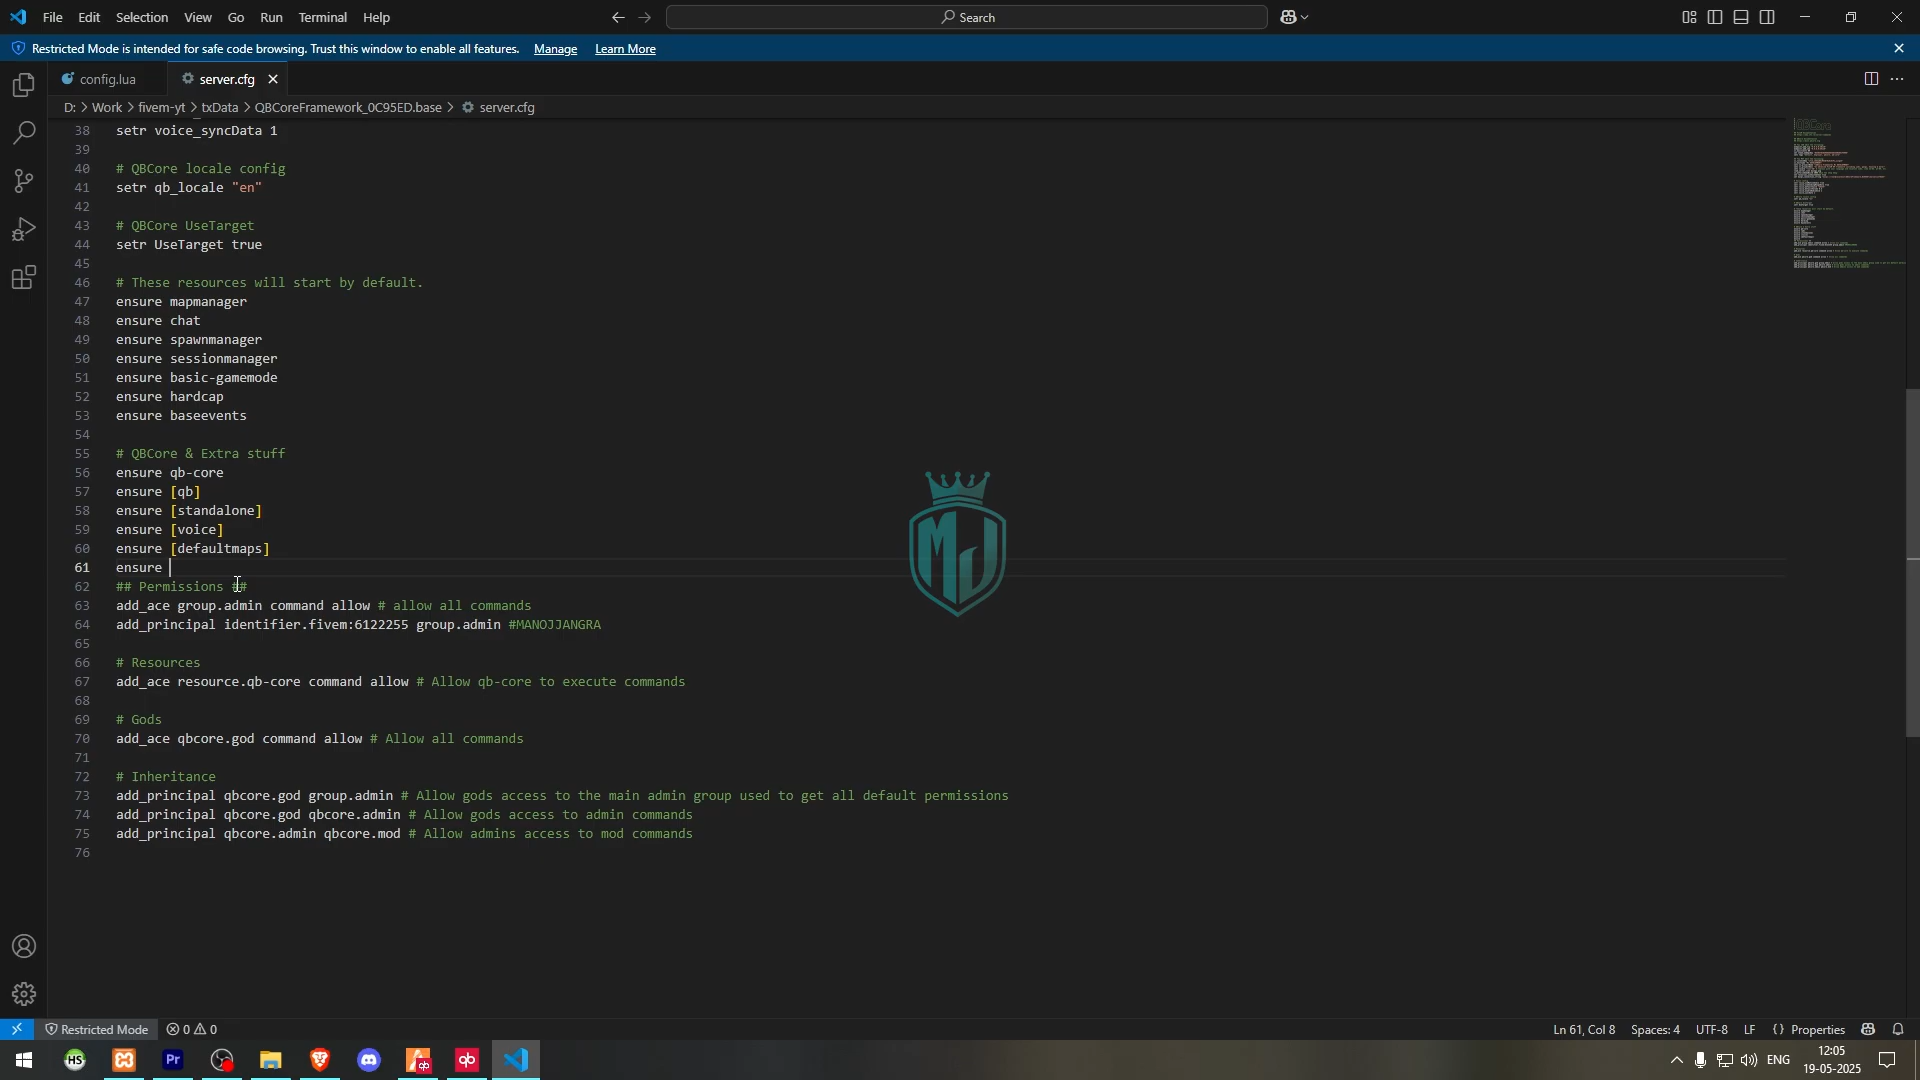 File Edit Selection View Go Run Terminal Help
Search
Restricted Mode is intended for safe code browsing. Trust this window to enable all features. Manage Learn More
config.lua
server.cfg
D: > Work > fivem-yt > txData > QBCoreFramework_0C95ED.base > server.cfg
38 setr voice_syncData 1
39
40 # QBCore locale config
41 setr qb_locale "en"
42
43 # QBCore UseTarget
44 setr UseTarget true
45
46 # These resources will start by default.
47 ensure mapmanager
48 ensure chat
49 ensure spawnmanager
50 ensure sessionmanager
51 ensure basic-gamemode
52 ensure hardcap
53 ensure baseevents
54
55 # QBCore & Extra stuff
56 ensure qb-core
57 ensure [qb]
58 ensure [standalone]
59 ensure [voice]
60 ensure [defaultmaps]
61 ensure
62 ## Permissions ##
63 add_ace group.admin command allow # allow all commands
64 add_principal identifier.fivem:6122255 group.admin #MANOJJANGRA
65
66 # Resources
67 add_ace resource.qb-core command allow # Allow qb-core to execute commands
68
69 # Gods
70 add_ace qbcore.god command allow # Allow all commands
71
72 # Inheritance
73 add_principal qbcore.god group.admin # Allow gods access to the main admin group used to get all default permissions
74 add_principal qbcore.god qbcore.admin # Allow gods access to admin commands
75 add_principal qbcore.admin qbcore.mod # Allow admins access to mod commands
76
MJ
Restricted Mode 0 0
Ln 61, Col 8 Spaces: 4 UTF-8 LF {} Properties
HS
Pr
qb
qb
ENG
12:05
19-05-2025